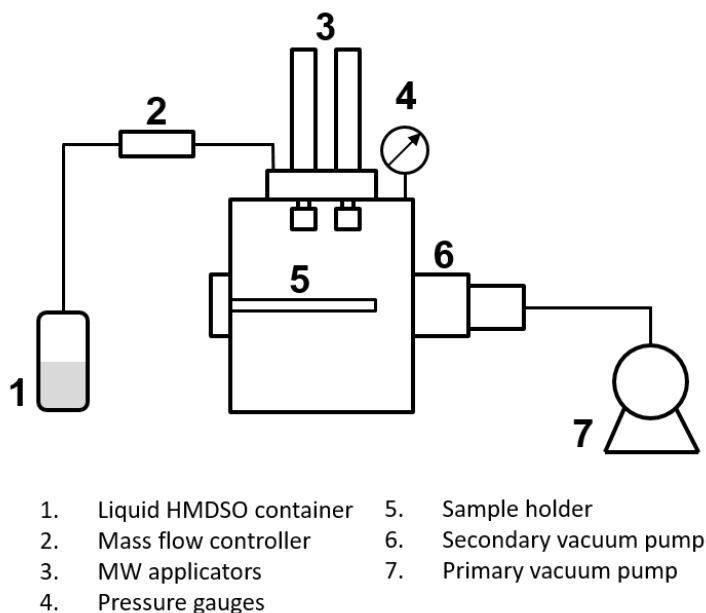 3
4
2
6
5
1
7
1. Liquid HMDSO container
2. Mass flow controller
3. MW applicators
4. Pressure gauges
5. Sample holder
6. Secondary vacuum pump
7. Primary vacuum pump